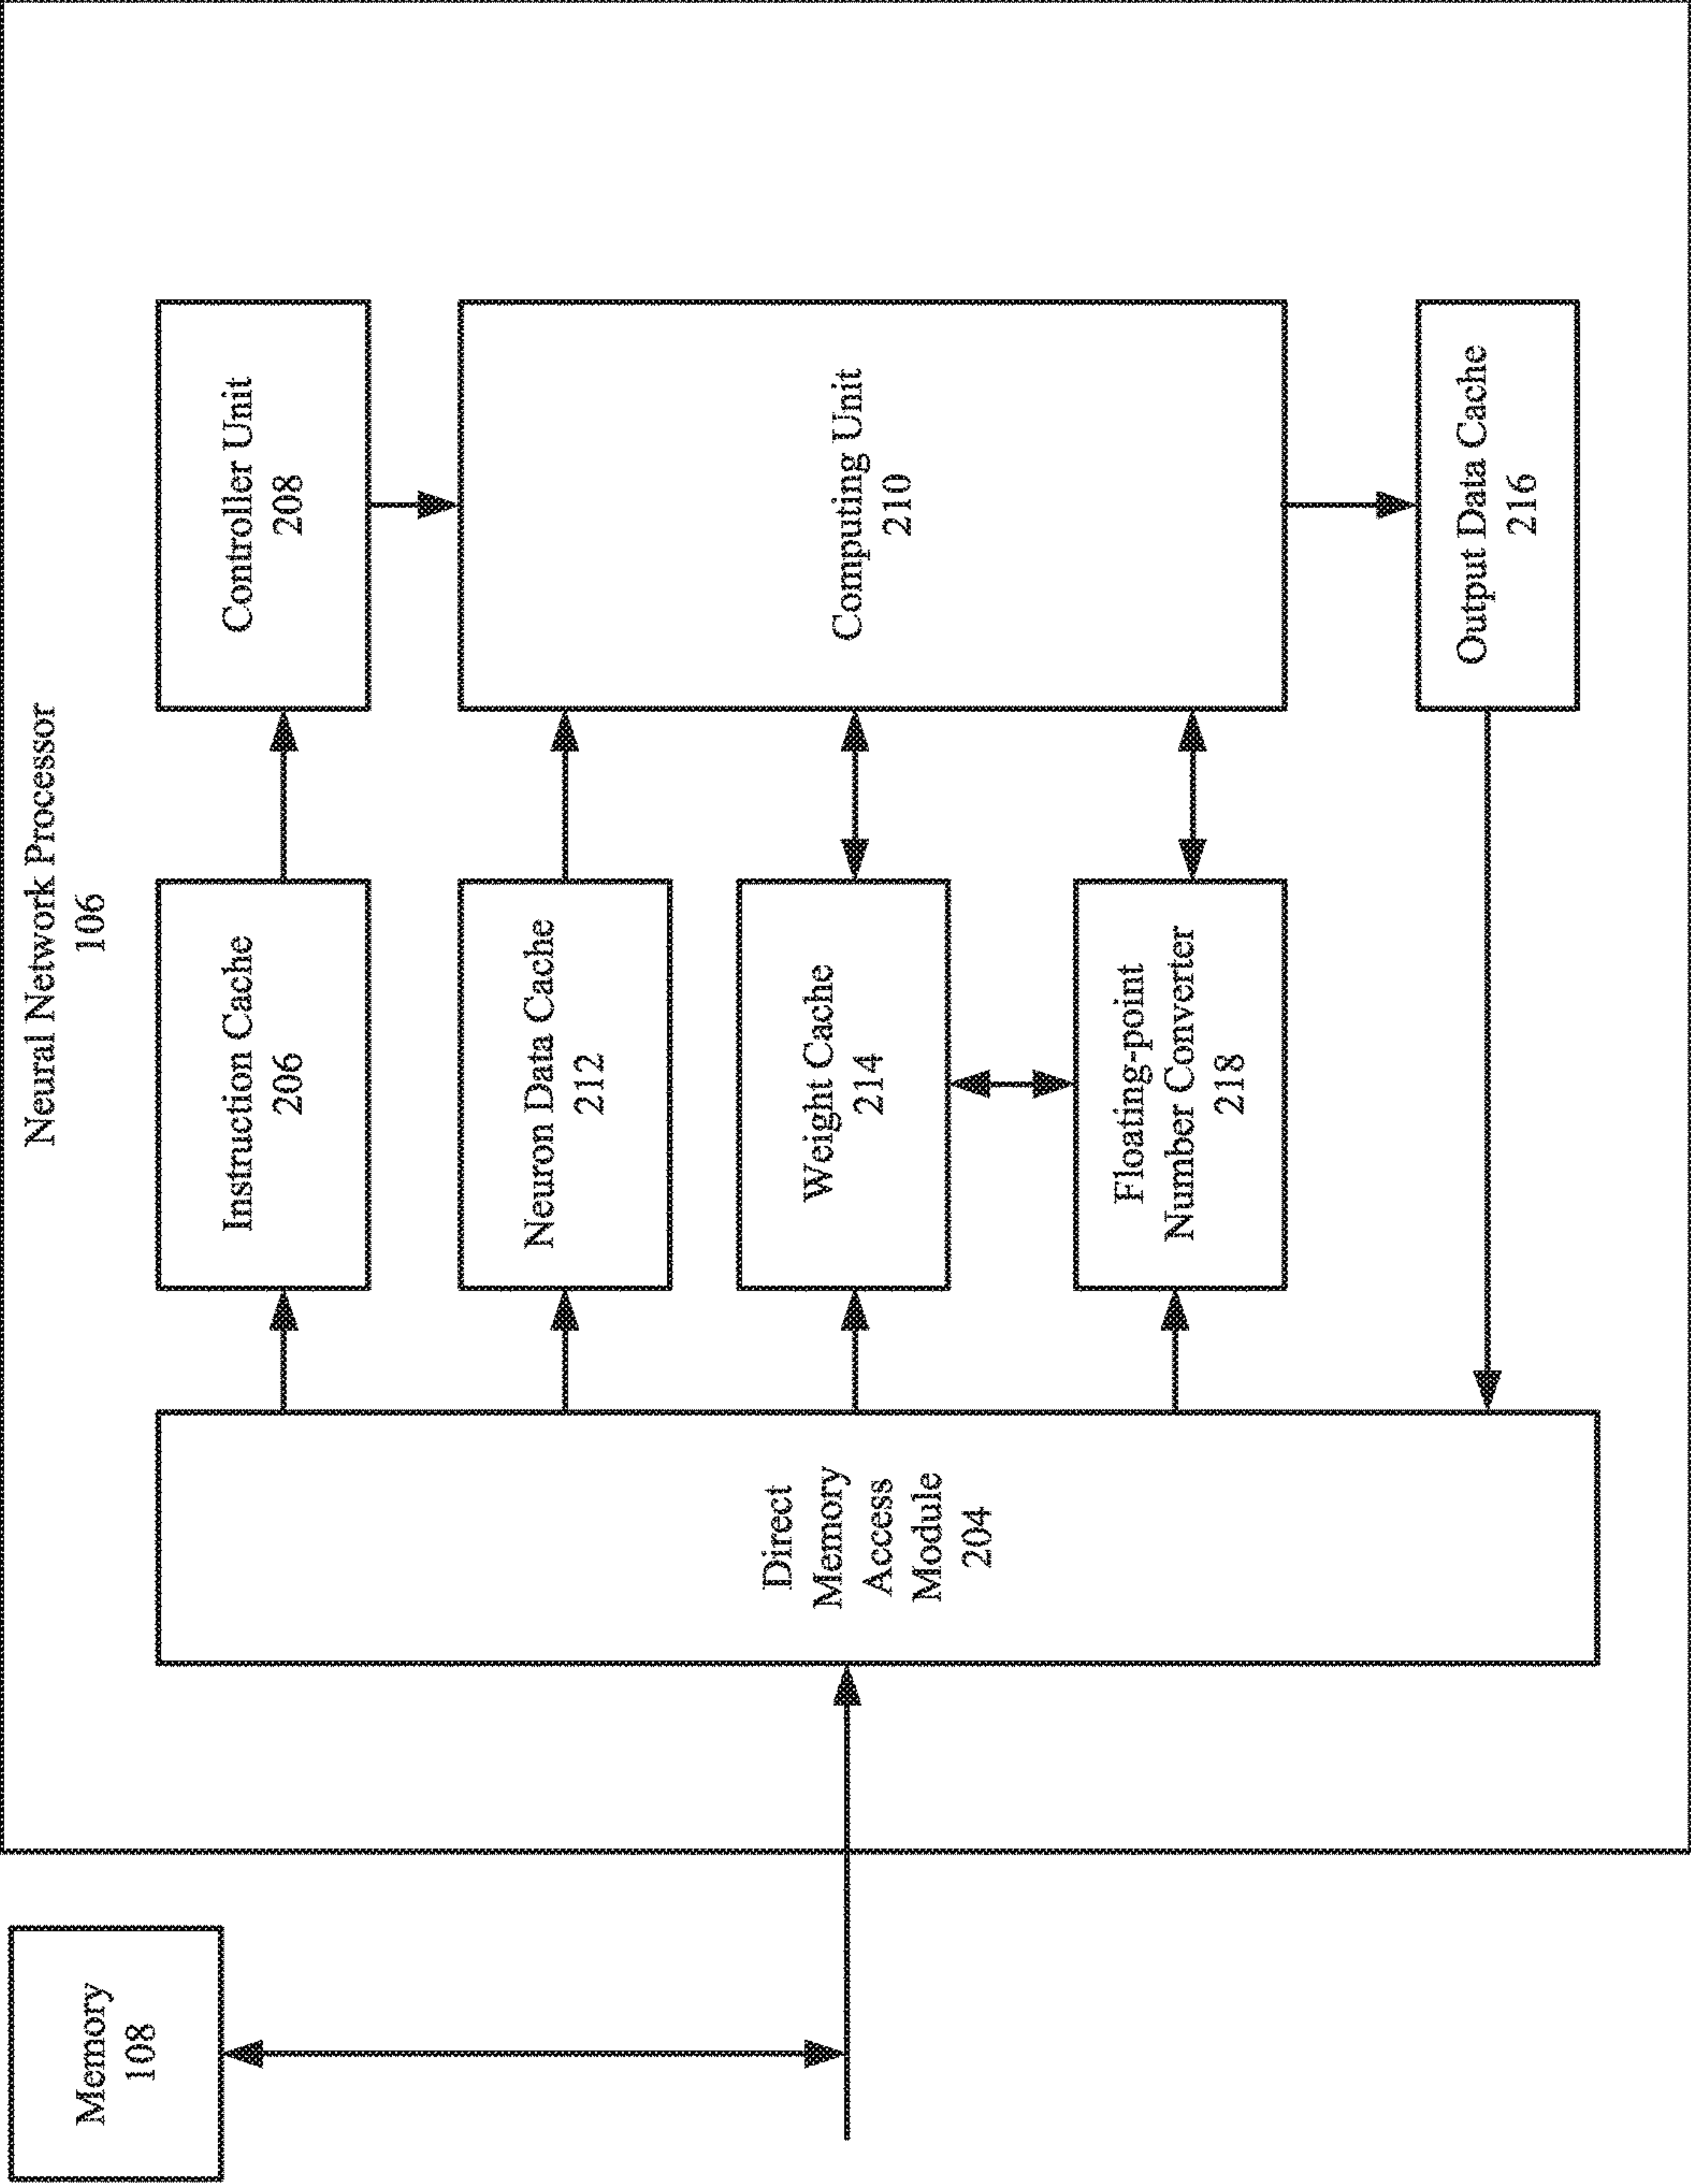 Neural Network Processor
106
Memory
108
Direct
Memory
Access
Module
204
Instruction Cache
206
Controller Unit
208
Neuron Data Cache
212
Computing Unit
210
Weight Cache
214
Floating-point
Number Converter
218
Output Data Cache
216